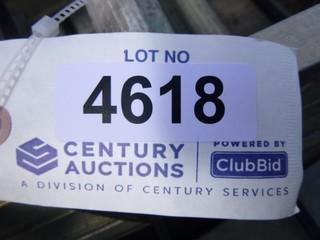 LOT NO
4618
CENTURY
AUCTIONS
POWERED BY
ClubBid
A DIVISION OF CENTURY SERVICES